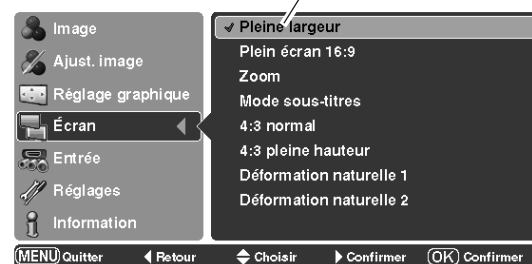 Image
Ajust. image
Réglage graphique
Écran
Entrée
Réglages
Information
Pleine largeur
Plein écran 16:9
Zoom
Mode sous-titres
4:3 normal
4:3 pleine hauteur
Déformation naturelle 1
Déformation naturelle 2
MENU Quitter Retour Choisir Confirmer OK Confirmer